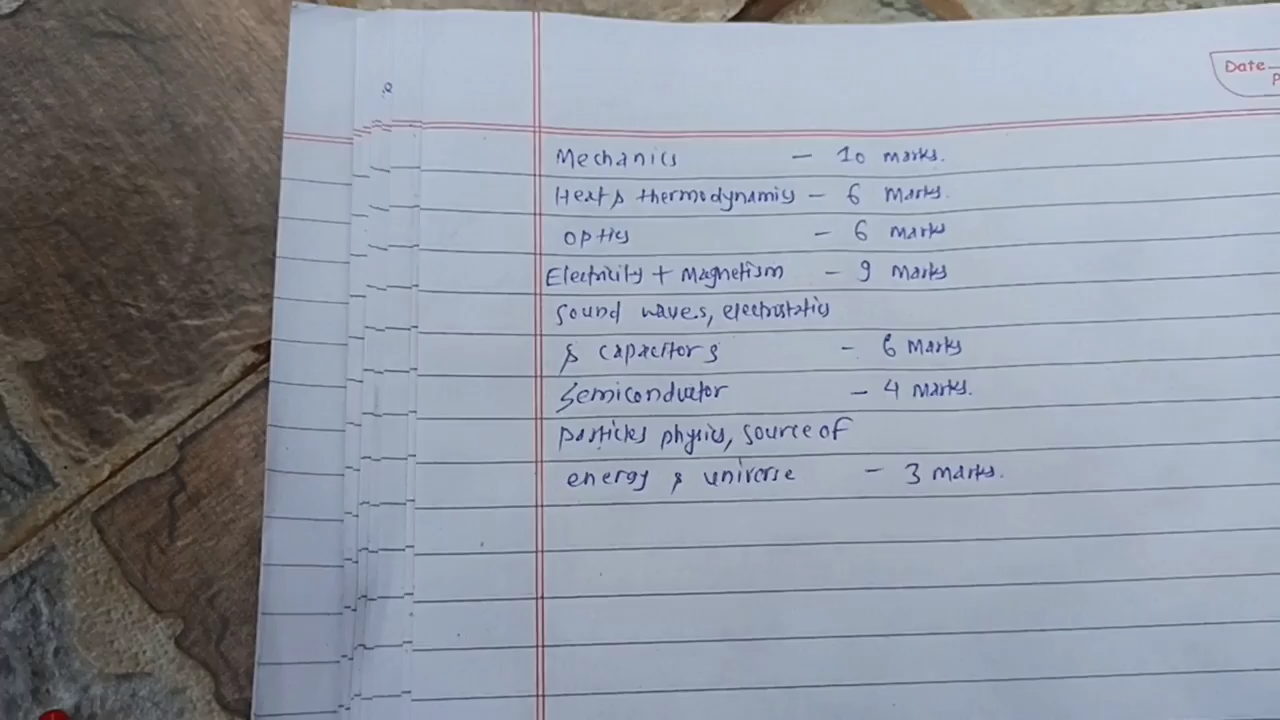 Date
P
Mechanics - 10 marks.
Heat & thermodynamics - 6 Marks.
optics - 6 marks
Electricity + Magnetism - 9 Marks
Sound waves, electrostatics
& capacitors - 6 Marks
Semiconductor - 4 Marks.
particles physics, source of
energy & universe - 3 marks.